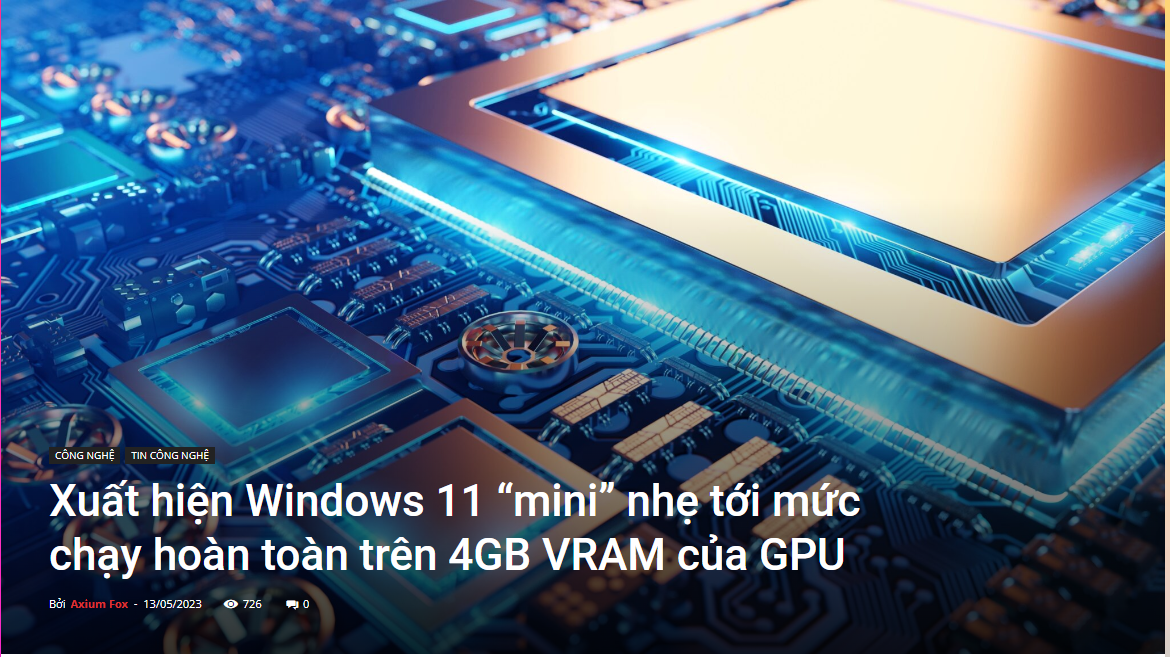 CÔNG NGHỆ TIN CÔNG NGHỆ
Xuất hiện Windows 11 “mini” nhẹ tới mức
chạy hoàn toàn trên 4GB VRAM của GPU
Bởi Axium Fox - 13/05/2023 726 0